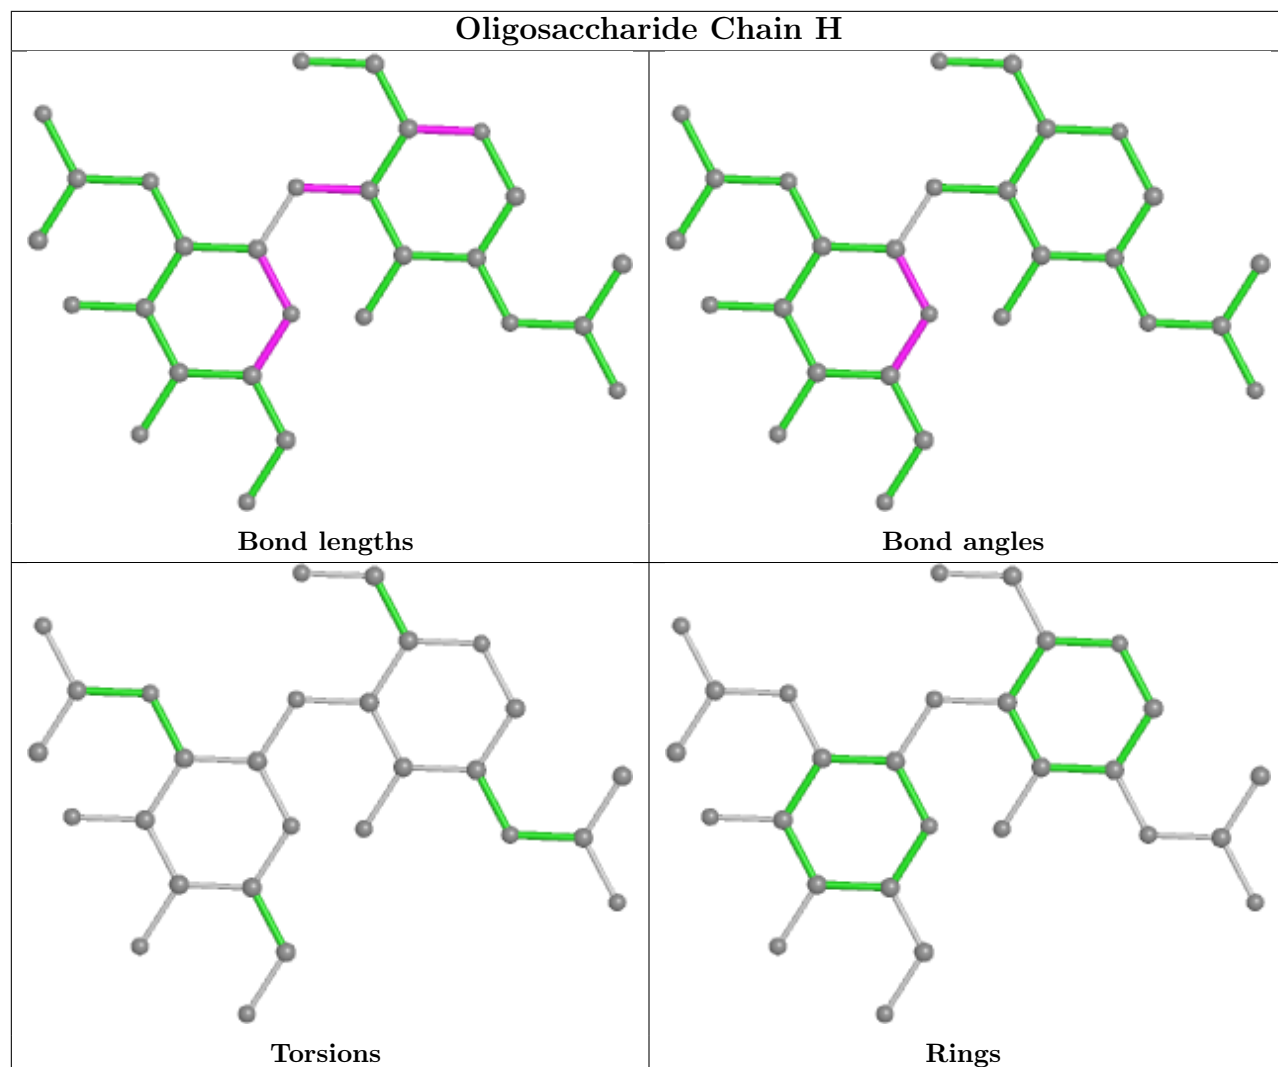 Oligosaccharide Chain H
Bond lengths
Bond angles
Torsions
Rings